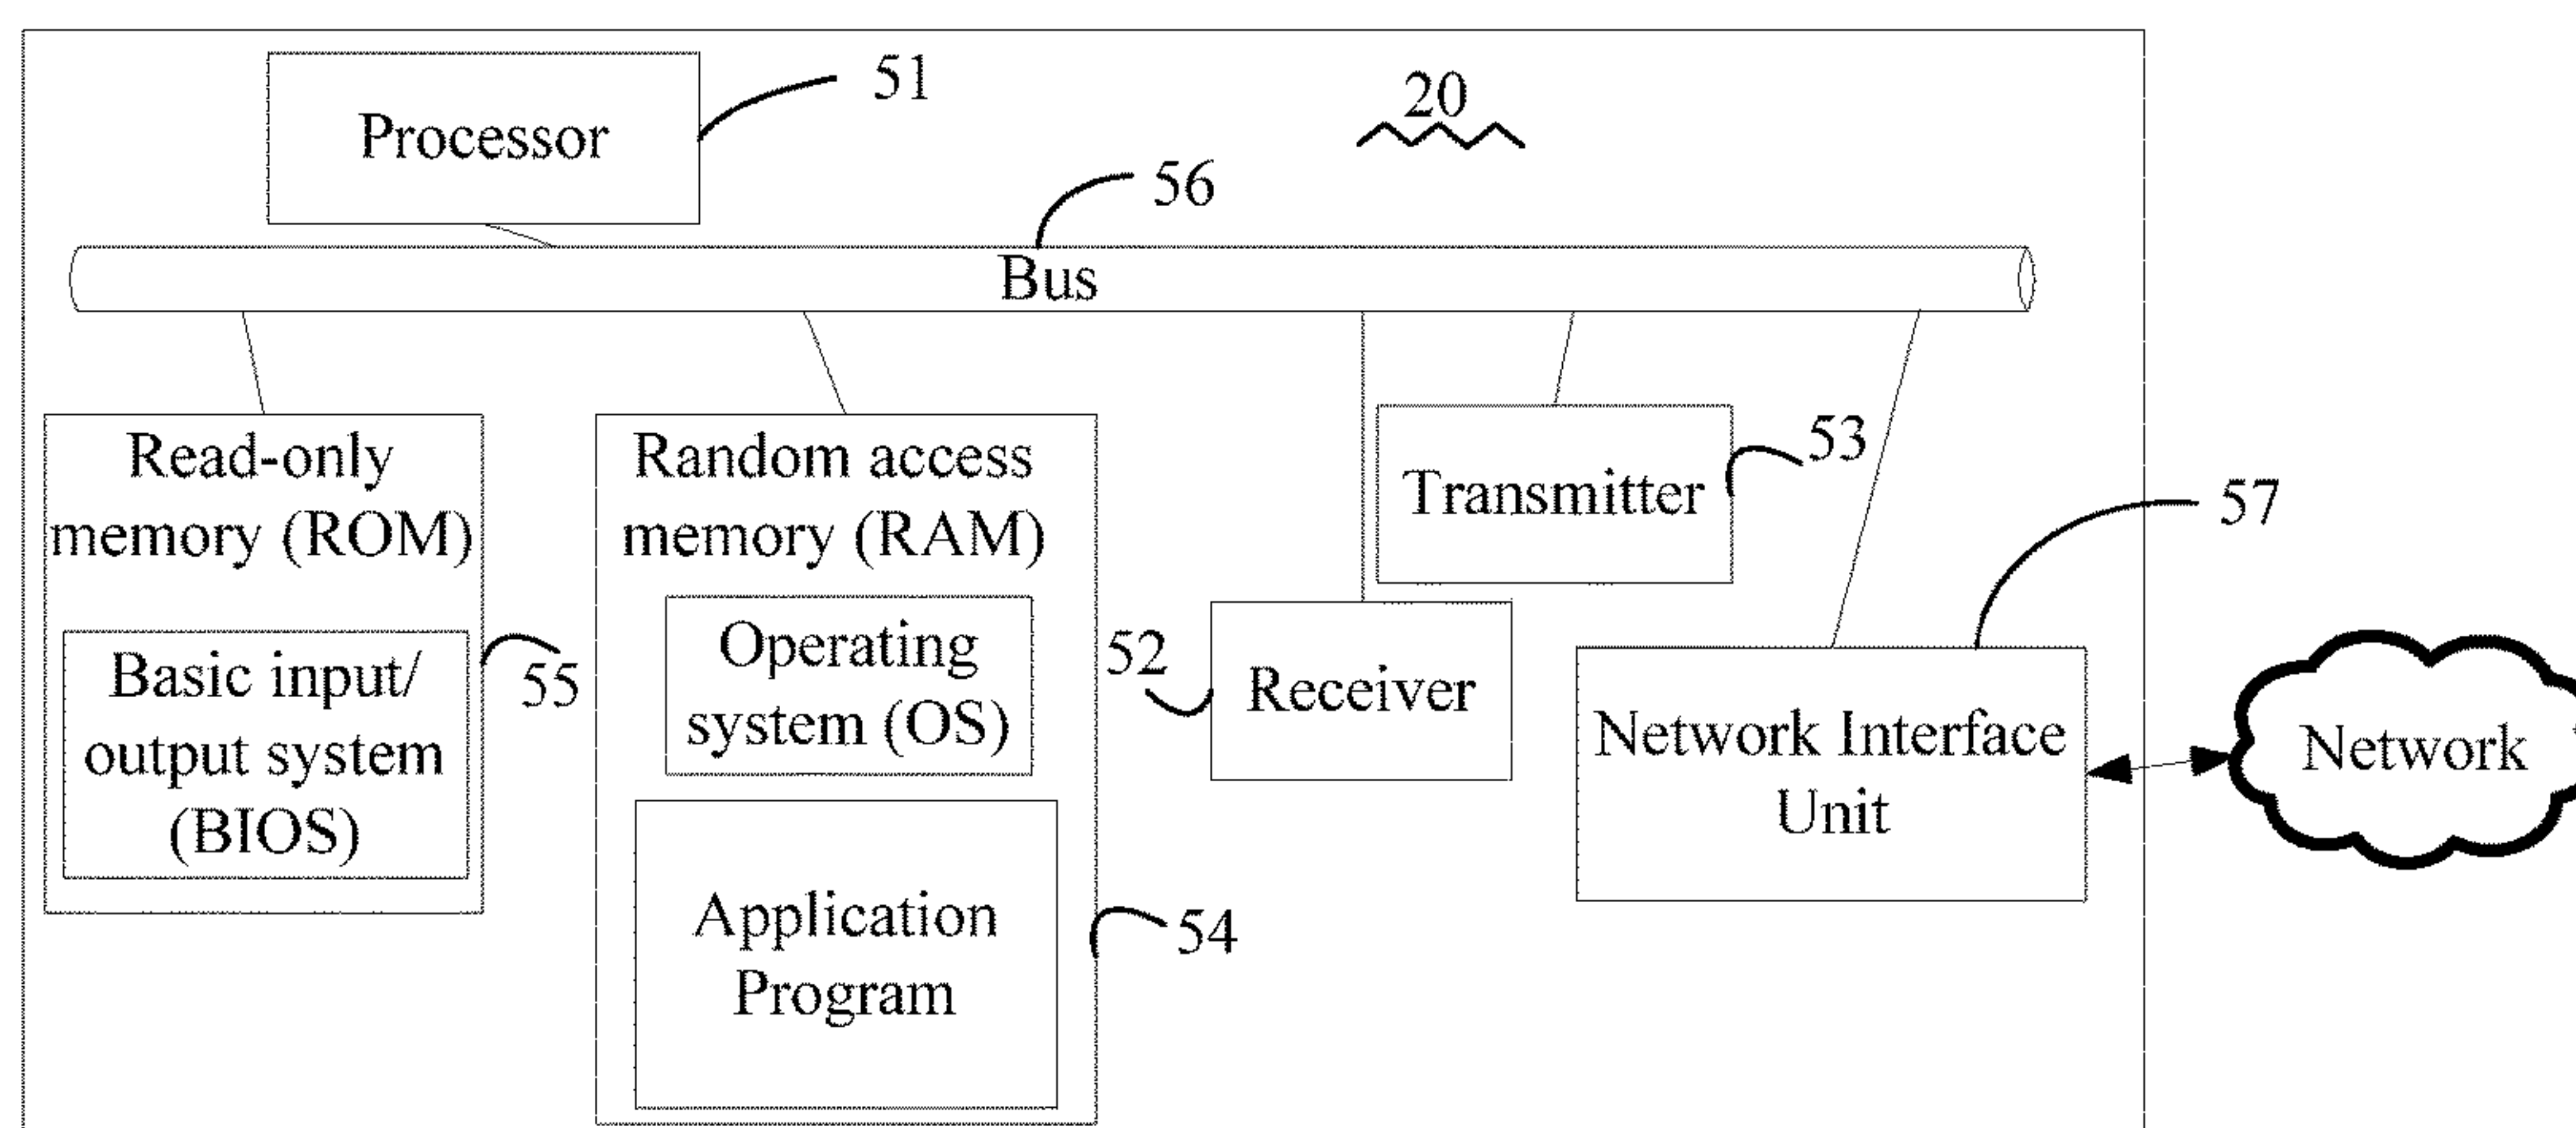 Processor
51
20
56
Bus
Read-only
memory (ROM)
Basic input/
output system
(BIOS)
55
Random access
memory (RAM)
Operating
system (OS)
Application
Program
54
52
Receiver
Transmitter
53
57
Network Interface
Unit
Network